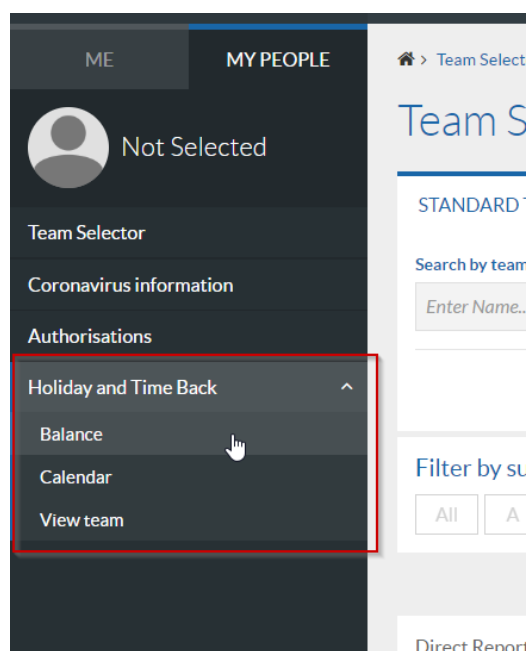 ME
MY PEOPLE
> Team Select
Not Selected
Team S
Team Selector
STANDARD
Coronavirus information
Search by team
Enter Name..
Authorisations
Holiday and Time Back
Balance
Calendar
View team
Filter by su
All
A
Direct Report